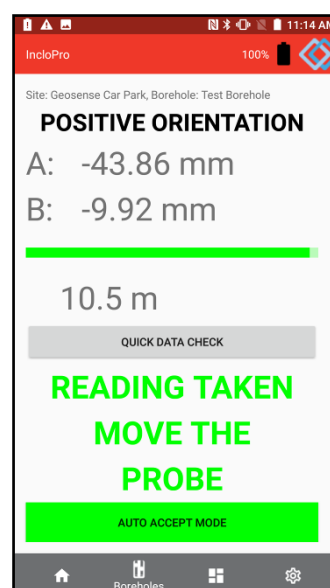 11:14 AM
IncloPro 100%
Site: Geosense Car Park, Borehole: Test Borehole
POSITIVE ORIENTATION
A: -43.86 mm
B: -9.92 mm
10.5 m
QUICK DATA CHECK
READING TAKEN
MOVE THE
PROBE
AUTO ACCEPT MODE
Boreholes